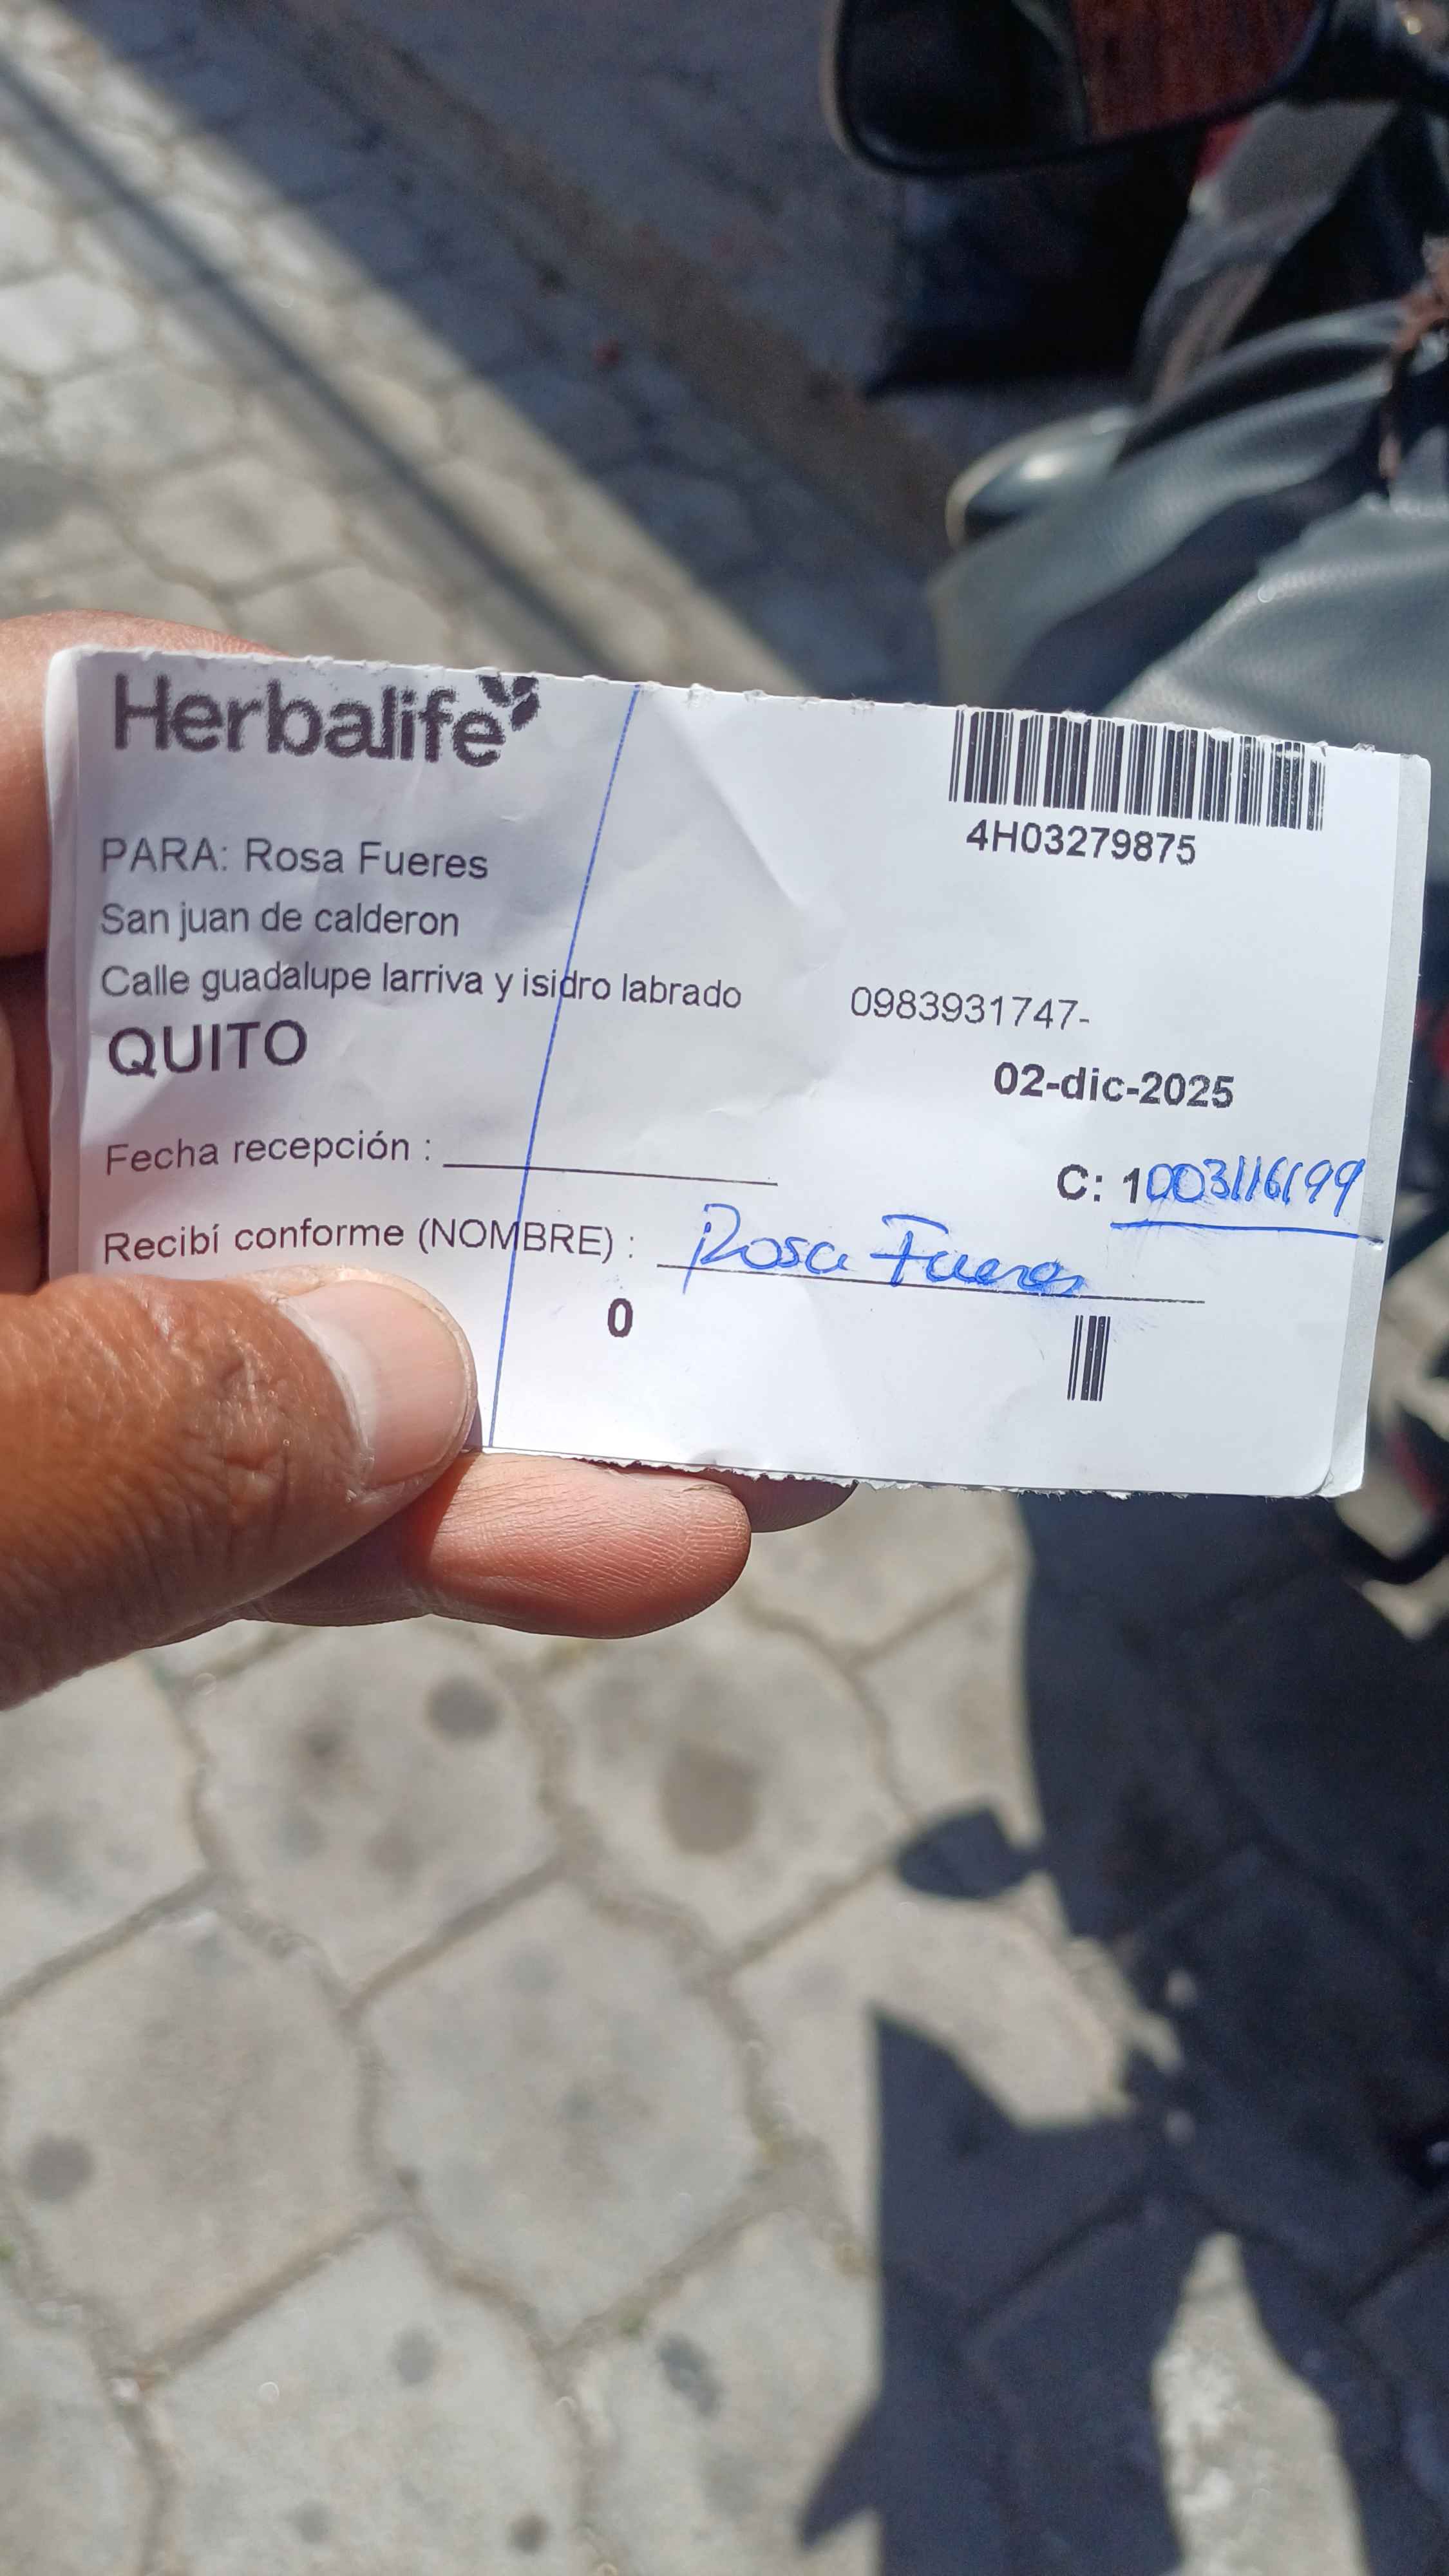 Herbalife
4H03279875
PARA: Rosa Fueres
San juan de calderon
Calle guadalupe larriva y isidro labrado 0983931747-
QUITO
02-dic-2025
Fecha recepción :
C: 1003116199
Recibí conforme (NOMBRE) : Rosa Fueres
0